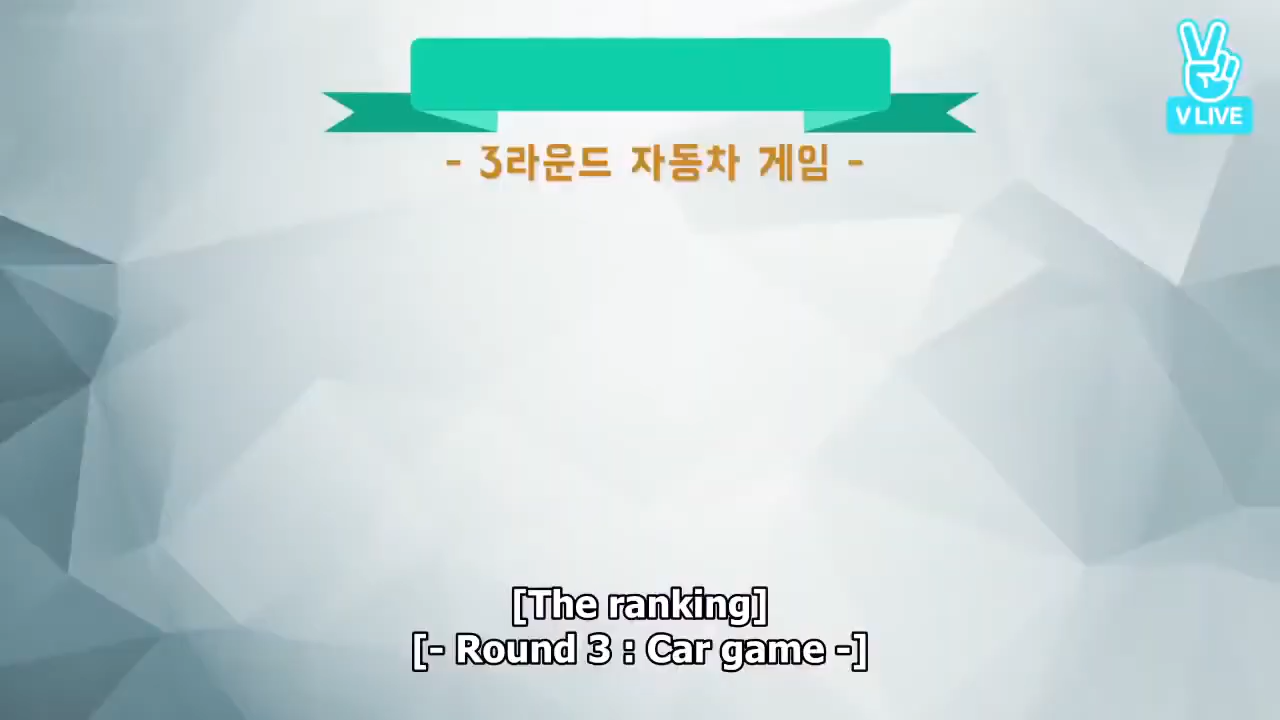 V LIVE
- 3라운드 자동차 게임 -
[The ranking]
[- Round 3 : Car game -]